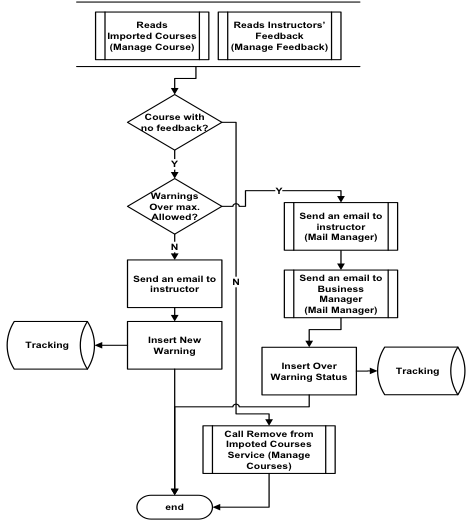 Reads
Imported Courses
(Manage Course)
Reads Instructors'
Feedback
(Manage Feedback)
Course with
no feedback?
Y
Warnings
Over max.
Allowed?
Y
N
Send an email to
instructor
(Mail Manager)
Send an email to
instructor
N
Send an email to
Business
Manager
(Mail Manager)
Tracking
Insert New
Warning
Insert Over
Warning Status
Tracking
Call Remove from
Impoted Courses
Service (Manage
Courses)
end